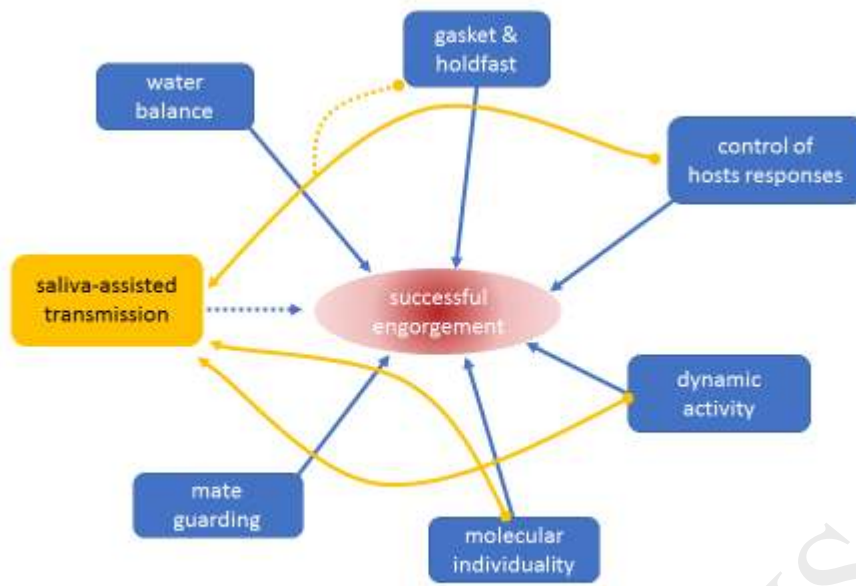 gasket &
holdfast
water
balance
control of
hosts responses
saliva-assisted
transmission
successful
engorgement
dynamic
activity
mate
guarding
molecular
individuality